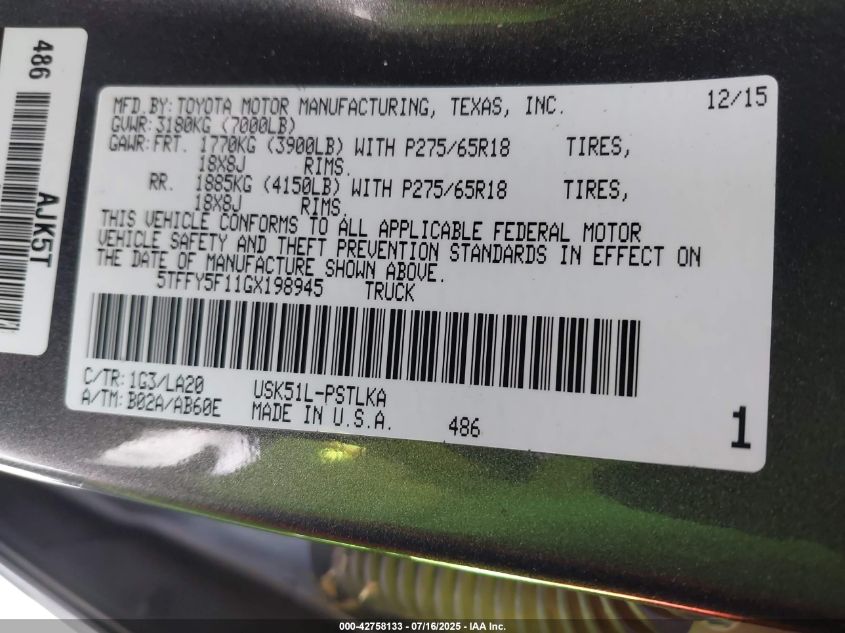 486
AJK5T
MFD.BY: TOYOTA MOTOR MANUFACTURING, TEXAS, INC. 12/15
GVWR:3180KG (7000LB)
GAWR:FRT. 1770KG (3900LB) WITH P275/65R18 TIRES,
18X8J RIMS.
RR. 1885KG (4150LB) WITH P275/65R18 TIRES,
18X8J RIMS.
THIS VEHICLE CONFORMS TO ALL APPLICABLE FEDERAL MOTOR
VEHICLE SAFETY AND THEFT PREVENTION STANDARDS IN EFFECT ON
THE DATE OF MANUFACTURE SHOWN ABOVE.
5TFFY5F11GX198945 TRUCK
C/TR:1G3/LA20 USK51L-PSTLKA
A/TM:B02A/AB60E MADE IN U.S.A. 486
1
000-42758133 - 07/16/2025 - IAA Inc.